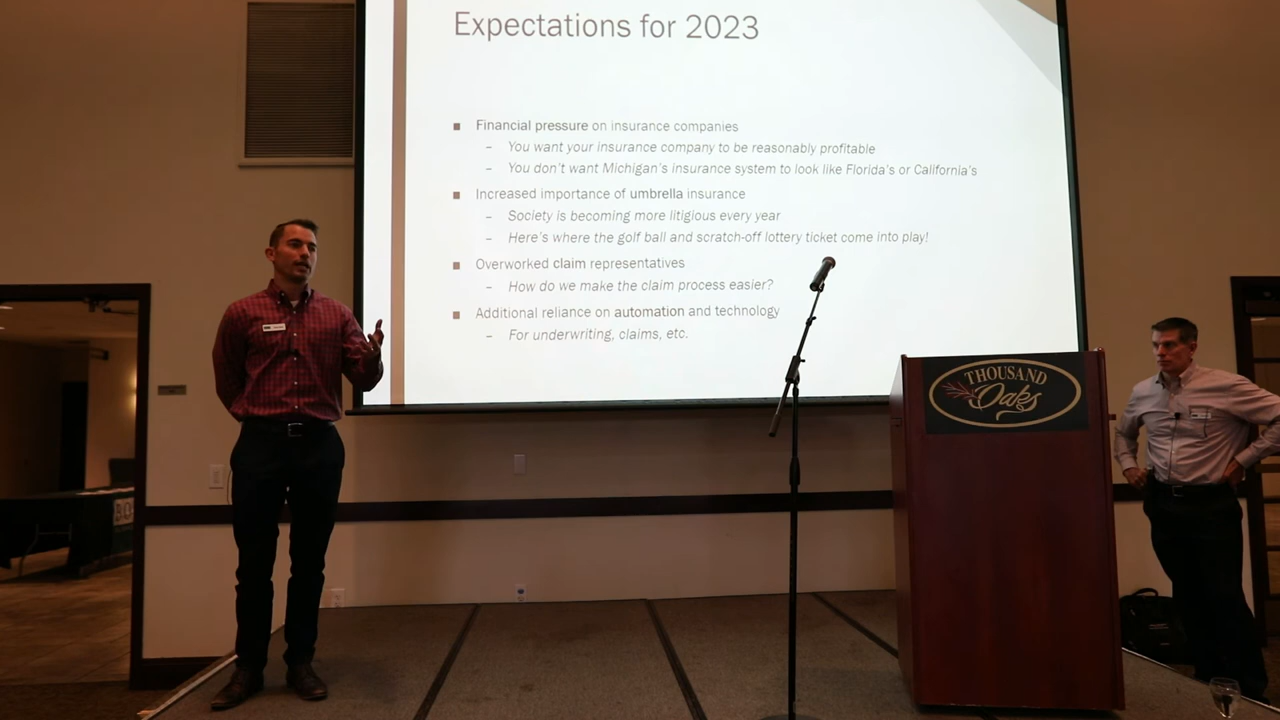 Expectations for 2023
■ Financial pressure on insurance companies
– You want your insurance company to be reasonably profitable
– You don't want Michigan's insurance system to look like Florida's or California's
■ Increased importance of umbrella insurance
– Society is becoming more litigious every year
– Here's where the golf ball and scratch-off lottery ticket come into play!
■ Overworked claim representatives
– How do we make the claim process easier?
■ Additional reliance on automation and technology
– For underwriting, claims, etc.
THOUSAND
Oaks